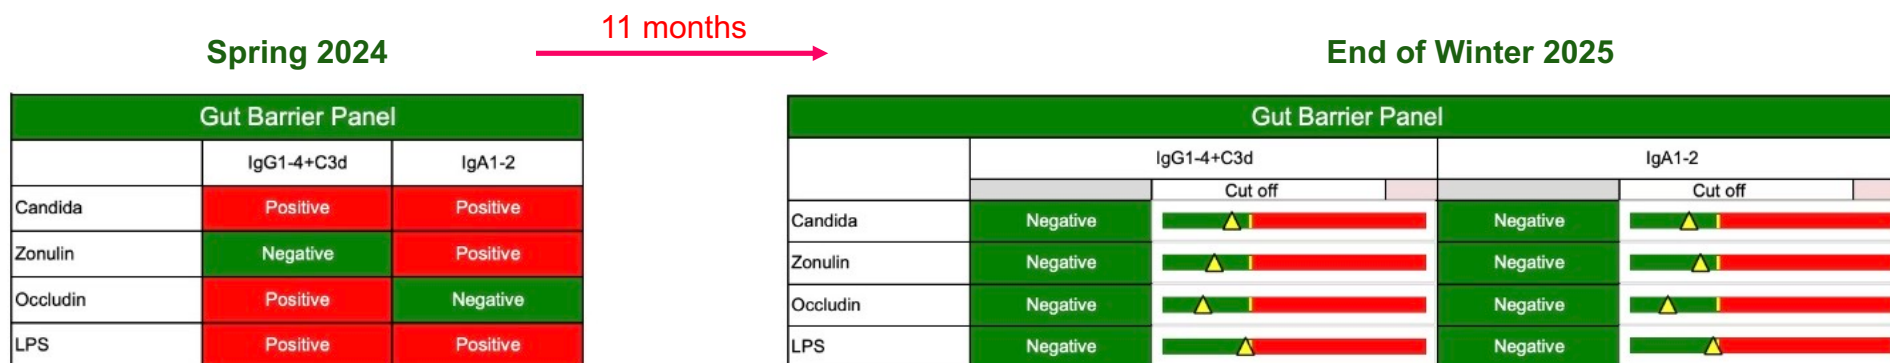 11 months
Spring 2024
End of Winter 2025
Gut Barrier Panel
IgG1-4+C3d IgA1-2
Candida Positive Positive
Zonulin Negative Positive
Occludin Positive Negative
LPS Positive Positive
Gut Barrier Panel
IgG1-4+C3d IgA1-2
Cut off Cut off
Candida Negative Negative
Zonulin Negative Negative
Occludin Negative Negative
LPS Negative Negative